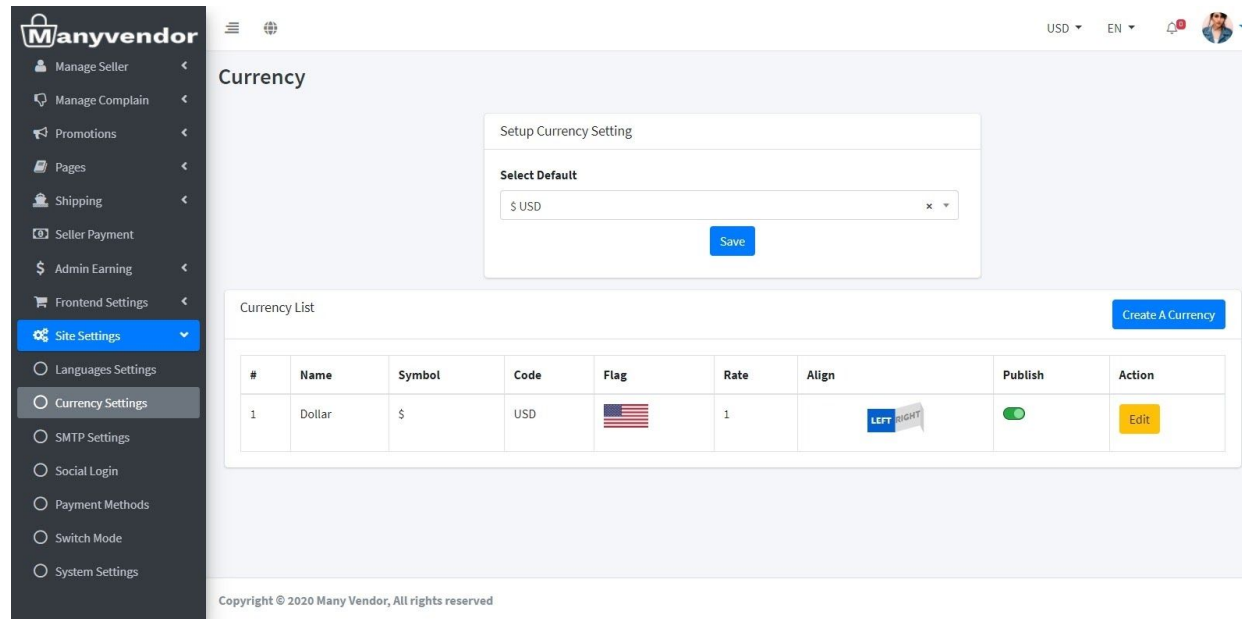 Manyvendor
USD EN 0
Manage Seller
Manage Complain
Promotions
Pages
Shipping
Seller Payment
Admin Earning
Frontend Settings
Site Settings
Languages Settings
Currency Settings
SMTP Settings
Social Login
Payment Methods
Switch Mode
System Settings
Currency
Setup Currency Setting
Select Default
$ USD ×
Save
Currency List Create A Currency
# Name Symbol Code Flag Rate Align Publish Action
1 Dollar $ USD 1 LEFT RIGHT Edit
Copyright © 2020 Many Vendor, All rights reserved